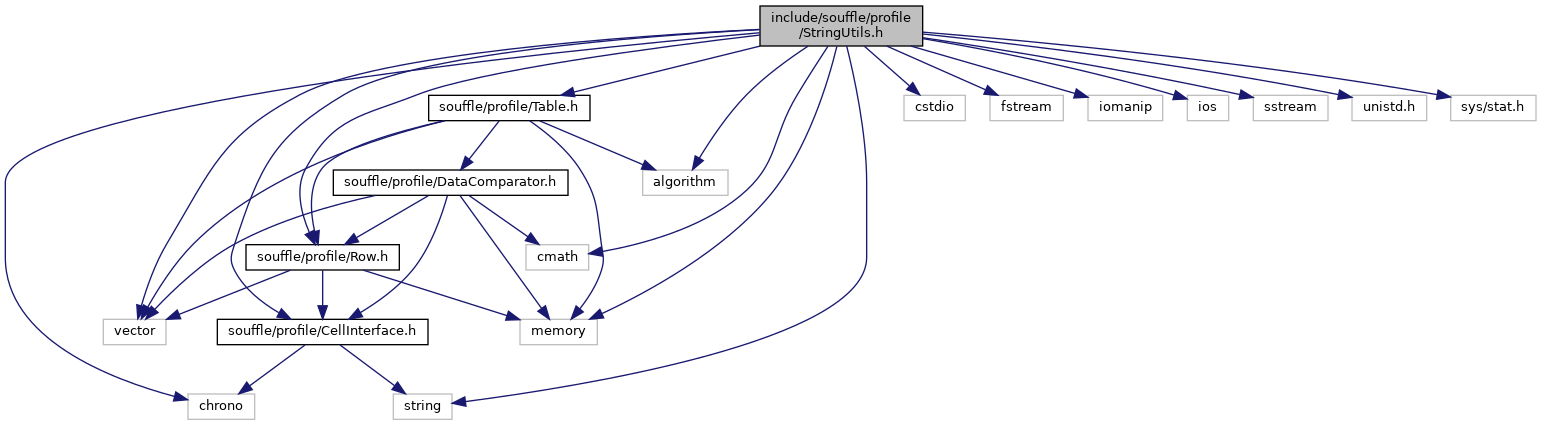 include/souffle/profile
/StringUtils.h
souffle/profile/Table.h
cstdio
fstream
iomanip
ios
sstream
unistd.h
sys/stat.h
souffle/profile/DataComparator.h
algorithm
souffle/profile/Row.h
cmath
vector
souffle/profile/CellInterface.h
memory
chrono
string